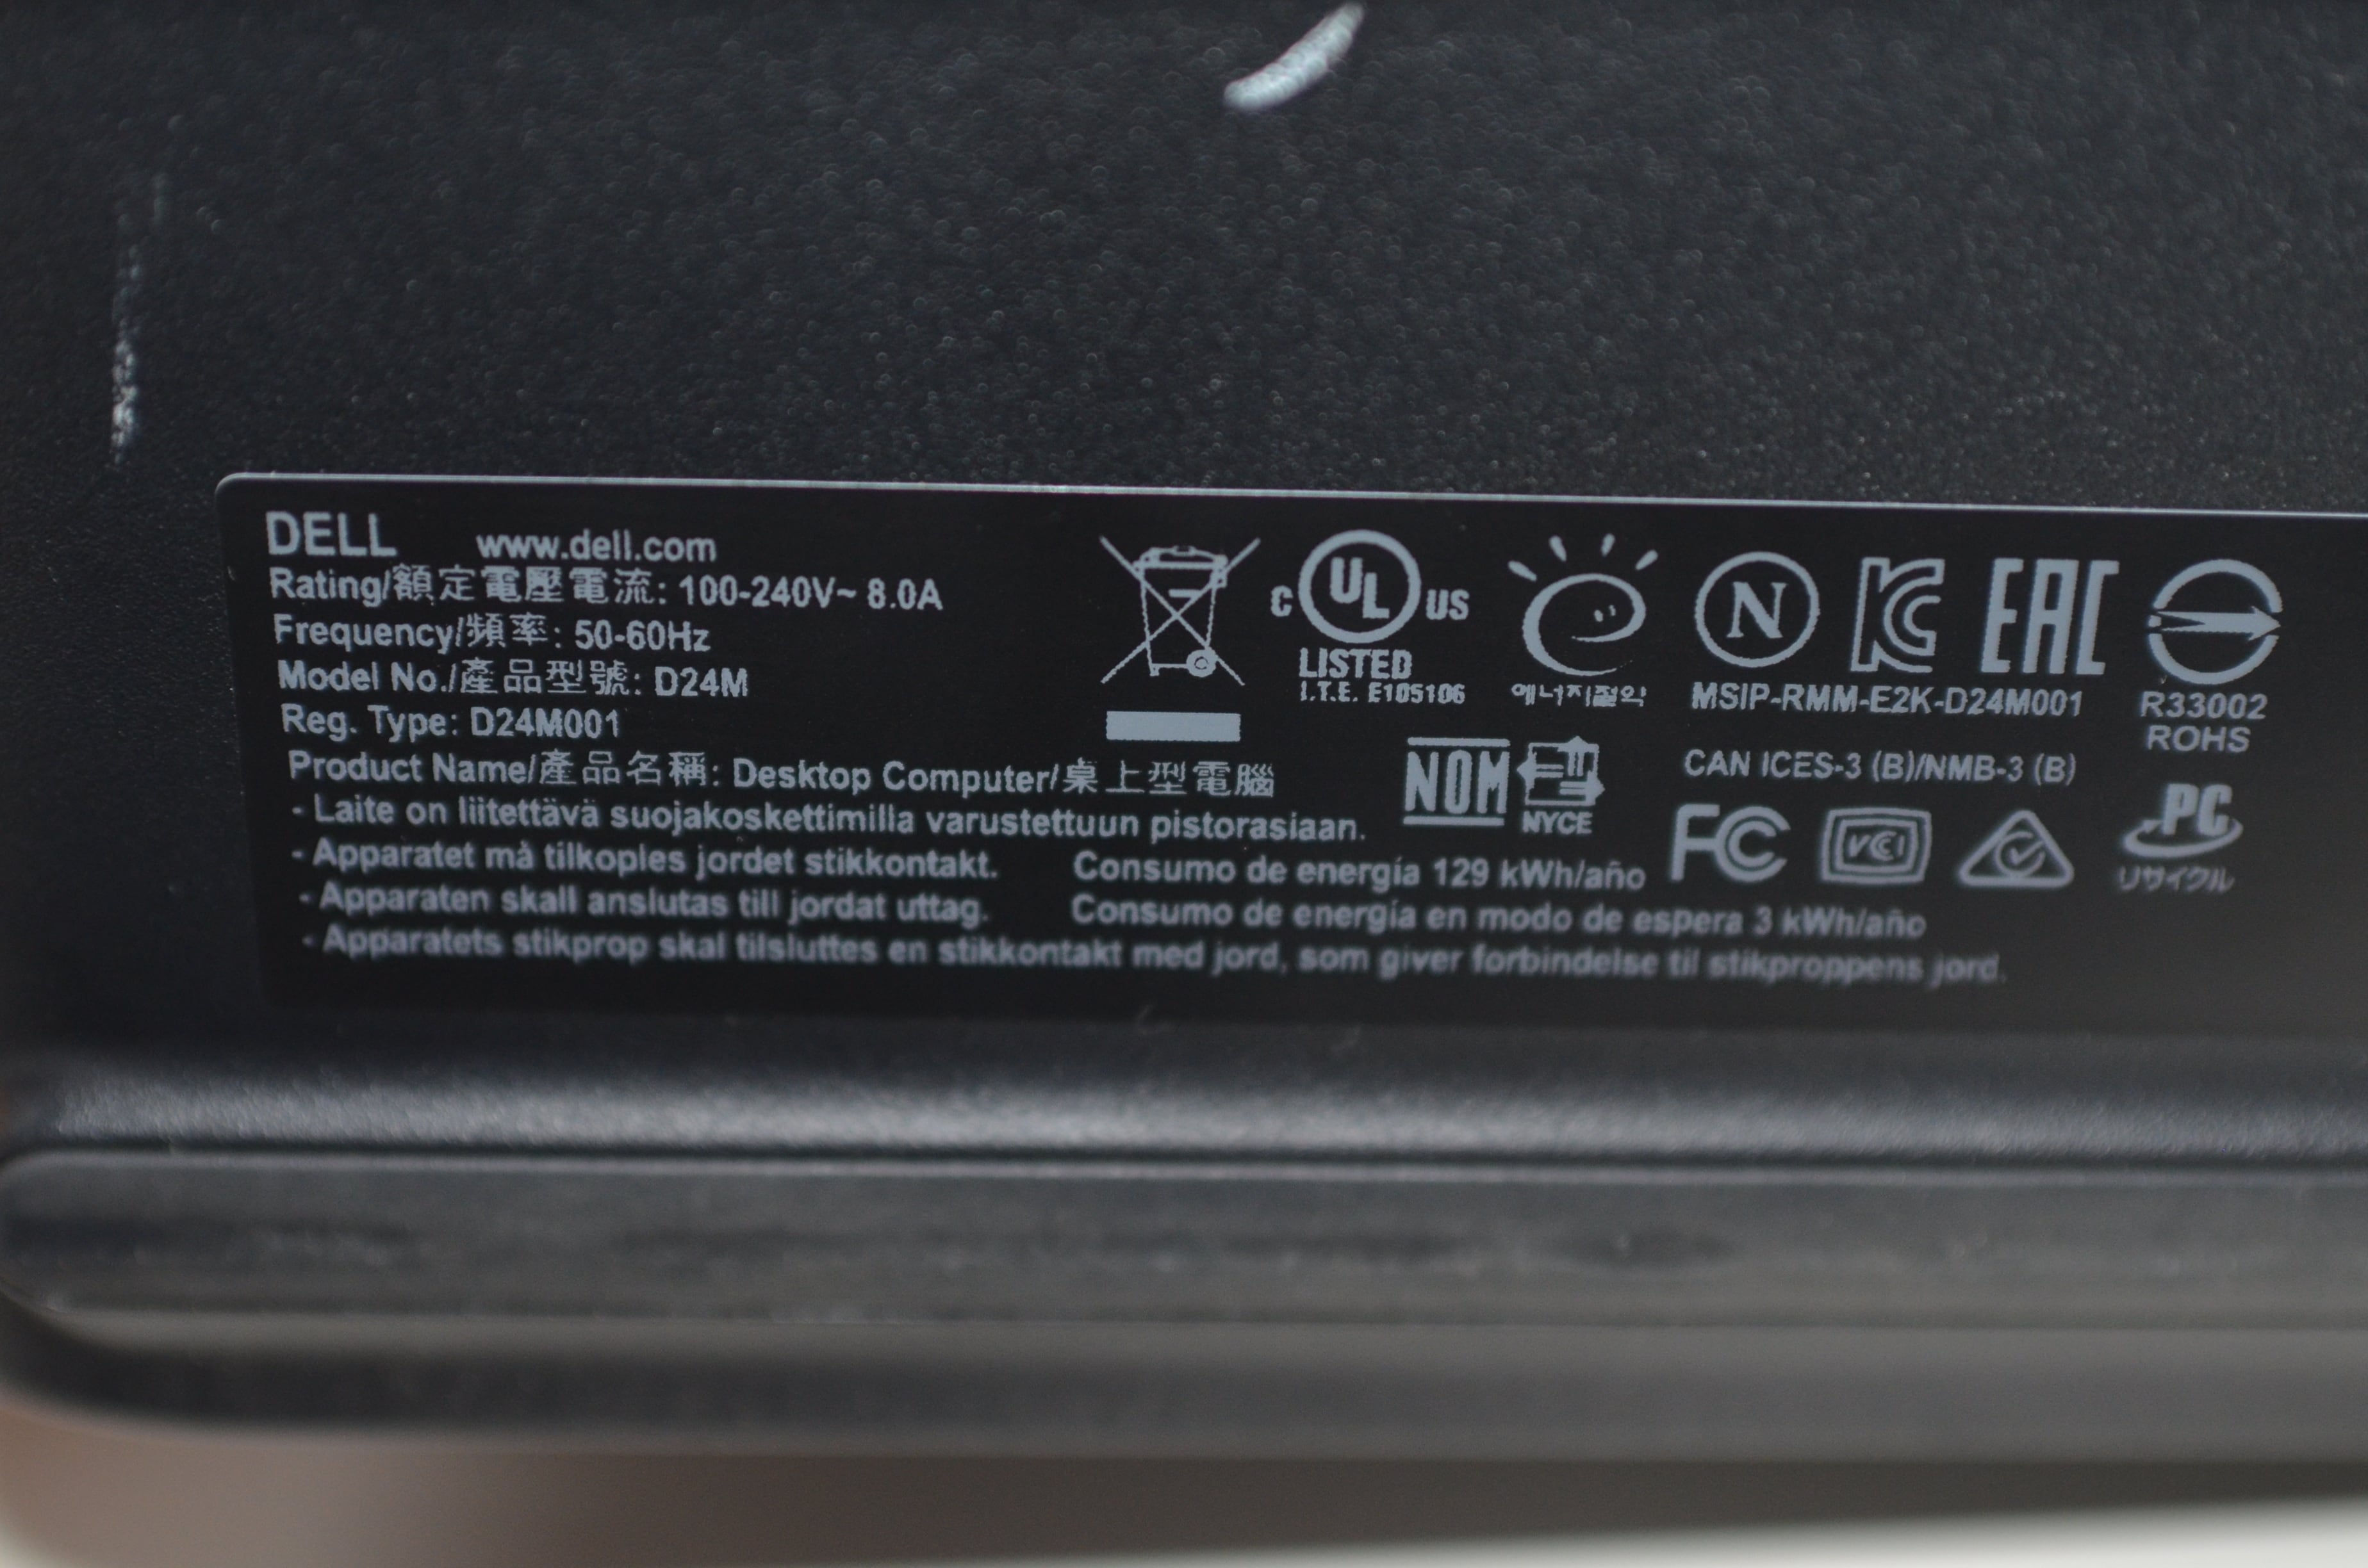 DELL www.dell.com
Rating/額定電壓電流: 100-240V~ 8.0A
Frequency/頻率: 50-60Hz
Model No./產品型號: D24M
Reg. Type: D24M001
Product Name/產品名稱: Desktop Computer/桌上型電腦
- Laite on liitettävä suojakoskettimilla varustettuun pistorasiaan.
- Apparatet må tilkoples jordet stikkontakt.
- Apparaten skall anslutas till jordat uttag.
- Apparatets stikprop skal tilsluttes en stikkontakt med jord, som giver forbindelse til stikproppens jord.
Consumo de energía 129 kWh/año
Consumo de energía en modo de espera 3 kWh/año
C UL US
LISTED
I.T.E. E105106
에너지절약
N KC EAC
MSIP-RMM-E2K-D24M001
R33002
ROHS
NOM
NYCE
CAN ICES-3 (B)/NMB-3 (B)
FC
VCI
PC
リサイクル